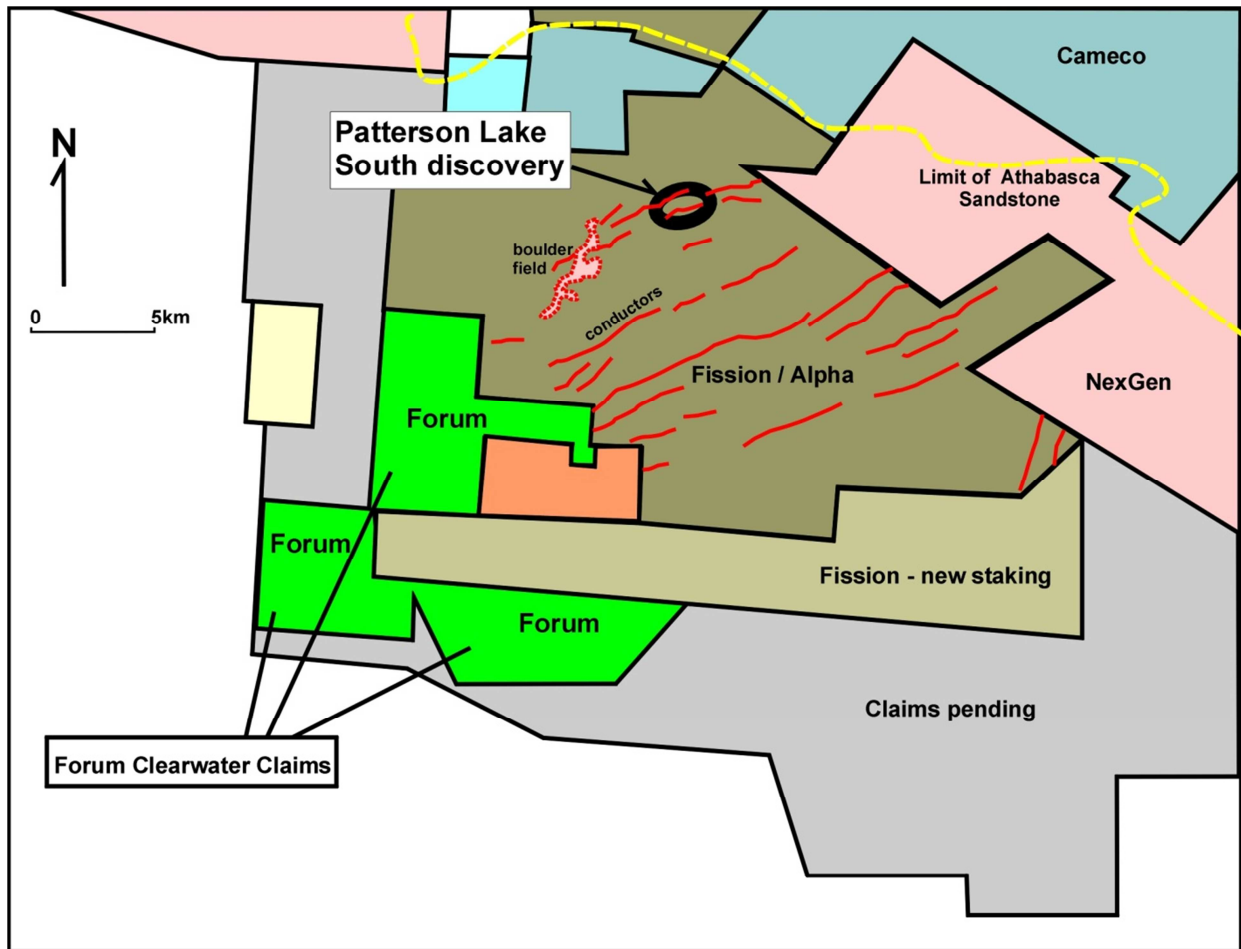 Cameco
N
Patterson Lake
South discovery
Limit of Athabasca
Sandstone
boulder
field
0 5km
conductors
Fission / Alpha
NexGen
Forum
Forum
Fission - new staking
Forum
Claims pending
Forum Clearwater Claims